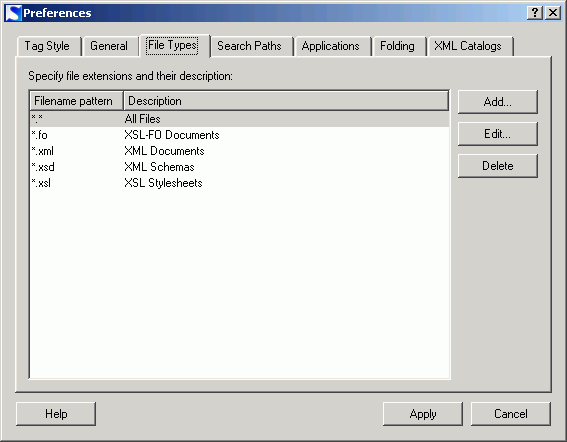 Preferences
Tag Style General File Types Search Paths Applications Folding XML Catalogs
Specify file extensions and their description:
Filename pattern Description
*.* All Files
*.fo XSL-FO Documents
*.xml XML Documents
*.xsd XML Schemas
*.xsl XSL Stylesheets
Add...
Edit...
Delete
Help Apply Cancel